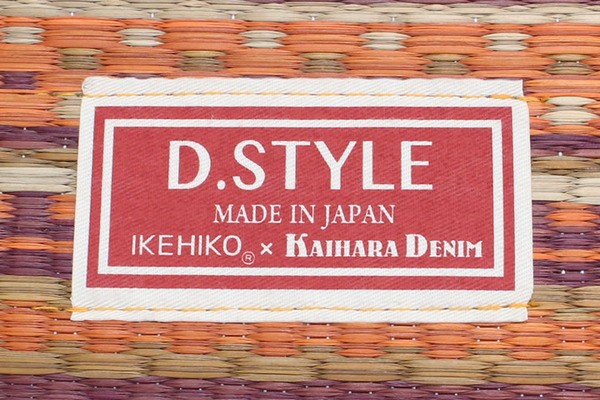 D.STYLE
MADE IN JAPAN
IKEHIKO® × KAIHARA DENIM